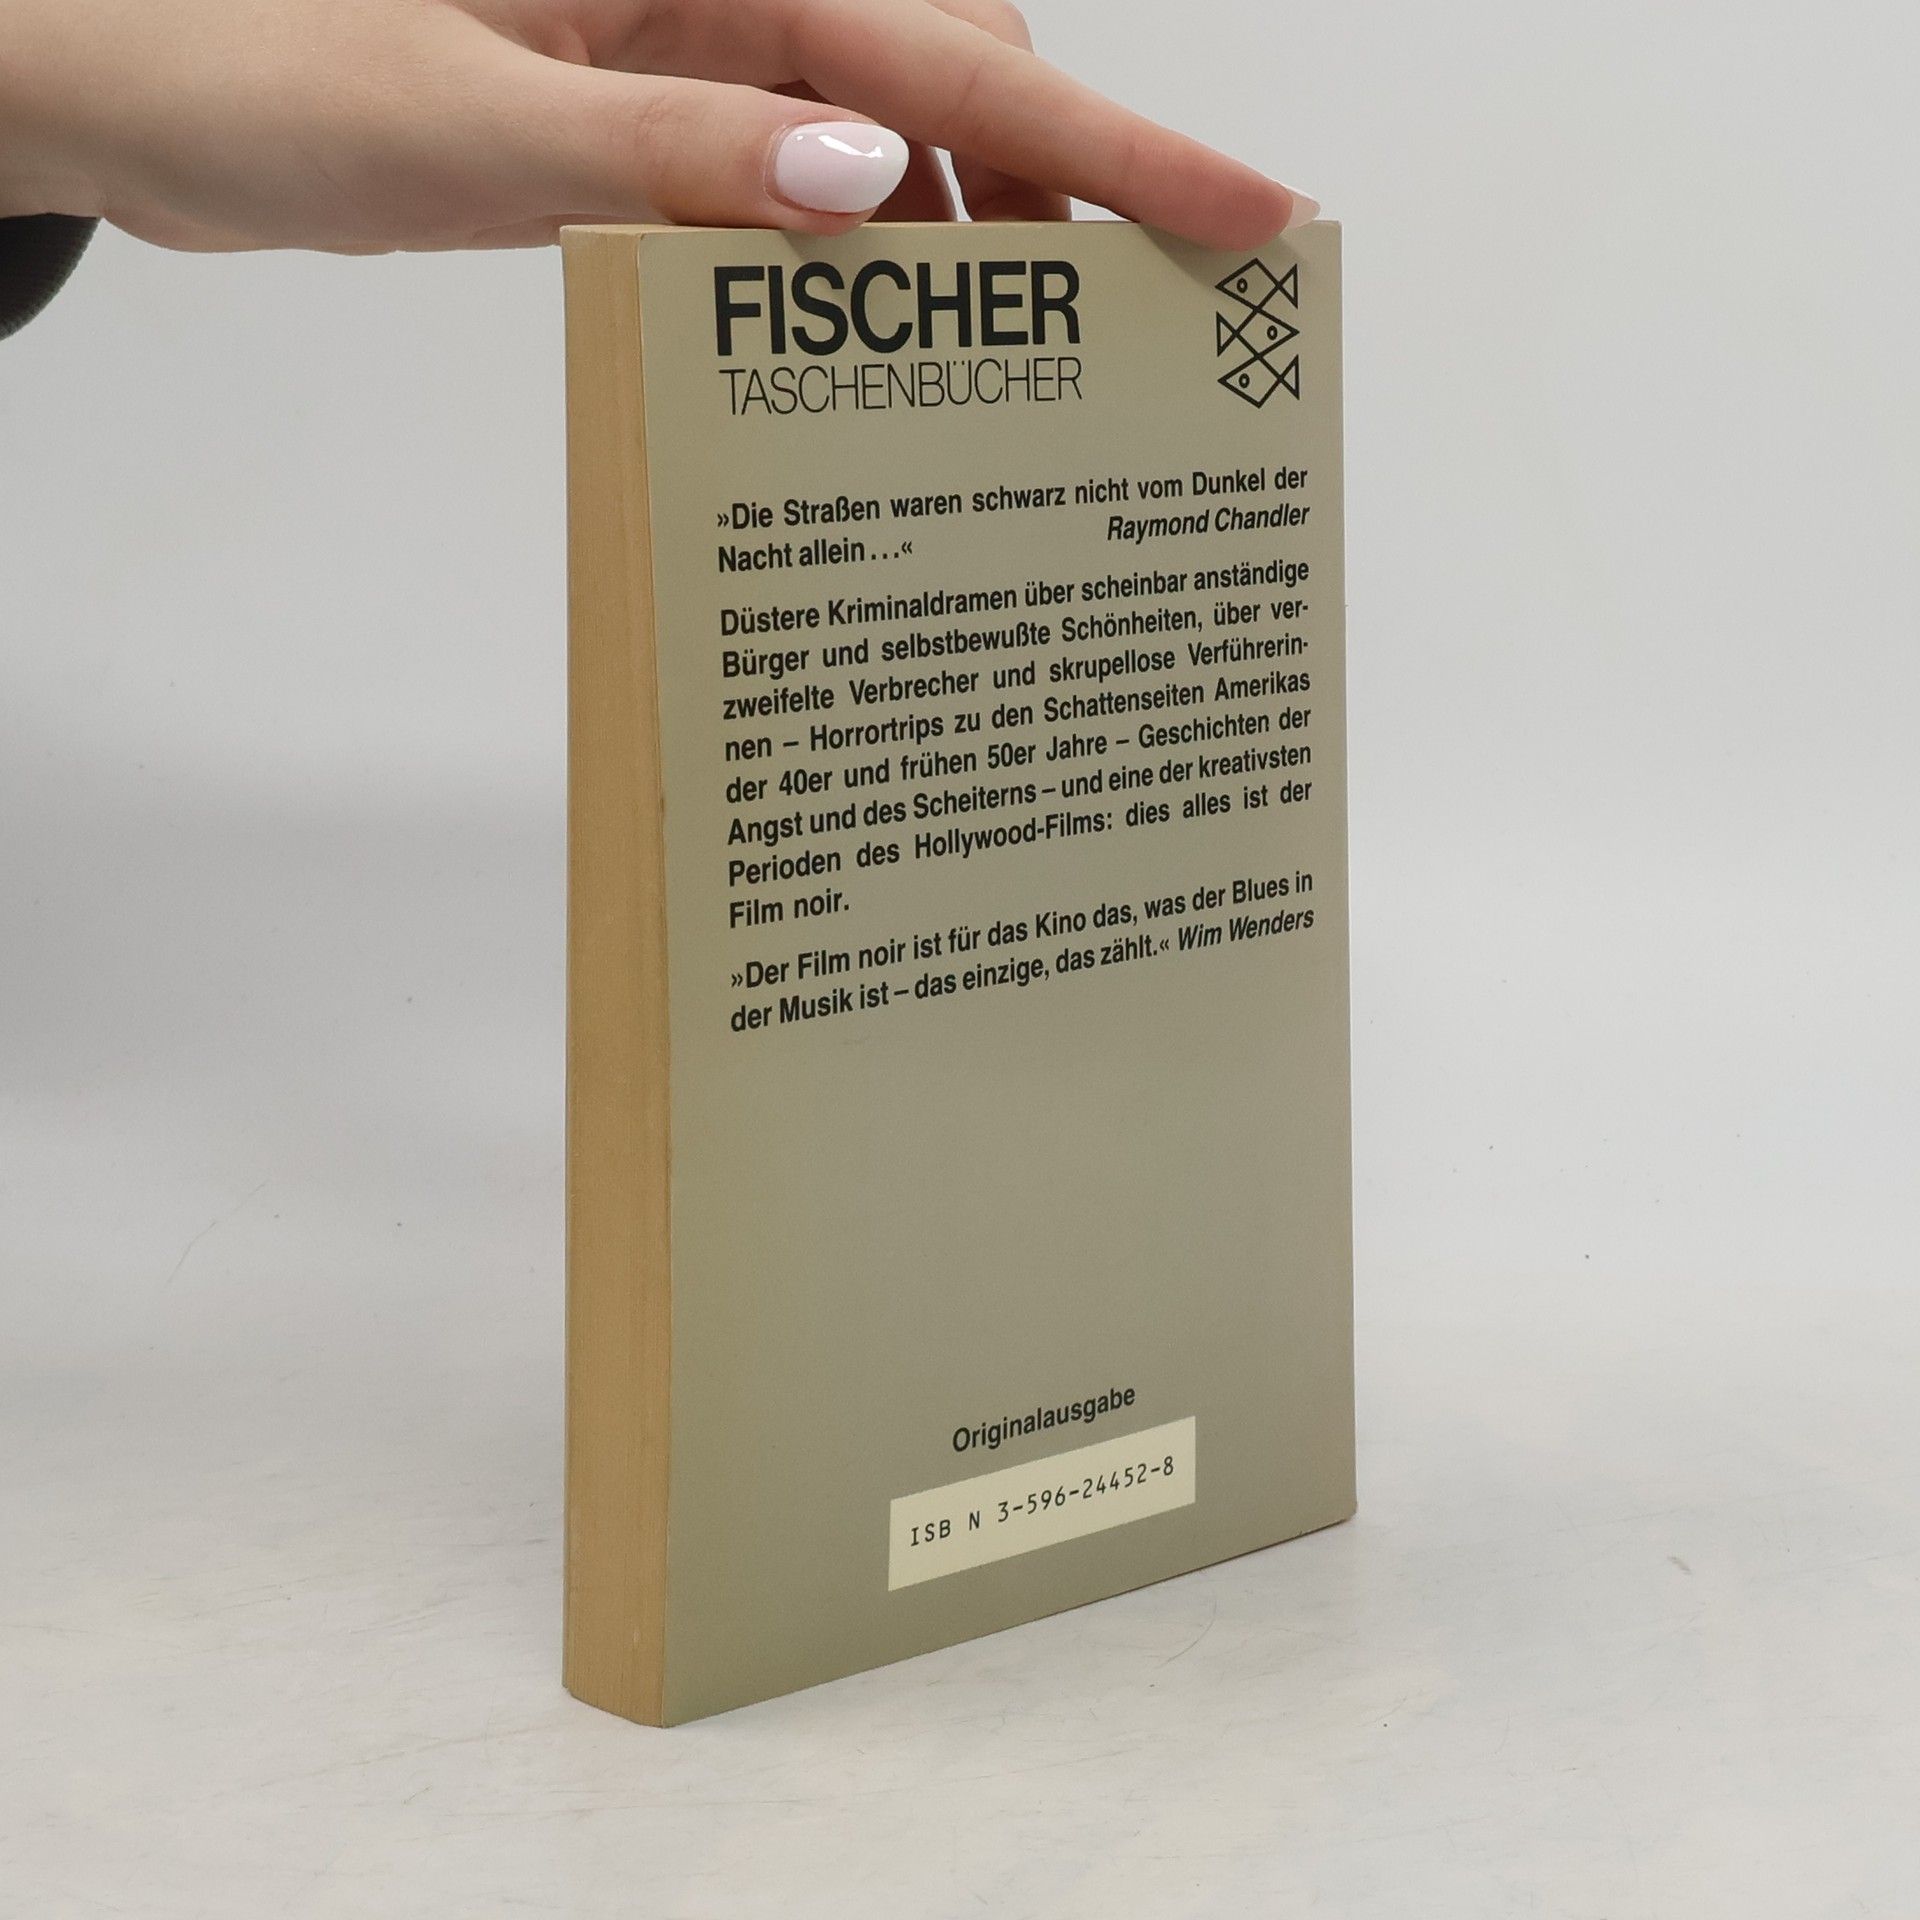 FISCHER
TASCHENBÜCHER
»Die Straßen waren schwarz nicht vom Dunkel der
Nacht allein...« Raymond Chandler
Düstere Kriminaldramen über scheinbar anständige
Bürger und selbstbewußte Schönheiten, über ver-
zweifelte Verbrecher und skrupellose Verführerin-
nen – Horrortrips zu den Schattenseiten Amerikas
der 40er und frühen 50er Jahre – Geschichten der
Angst und des Scheiterns – und eine der kreativsten
Perioden des Hollywood-Films: dies alles ist der
Film noir.
»Der Film noir ist für das Kino das, was der Blues in
der Musik ist – das einzige, das zählt.« Wim Wenders
Originalausgabe
ISB N 3-596-24452-8